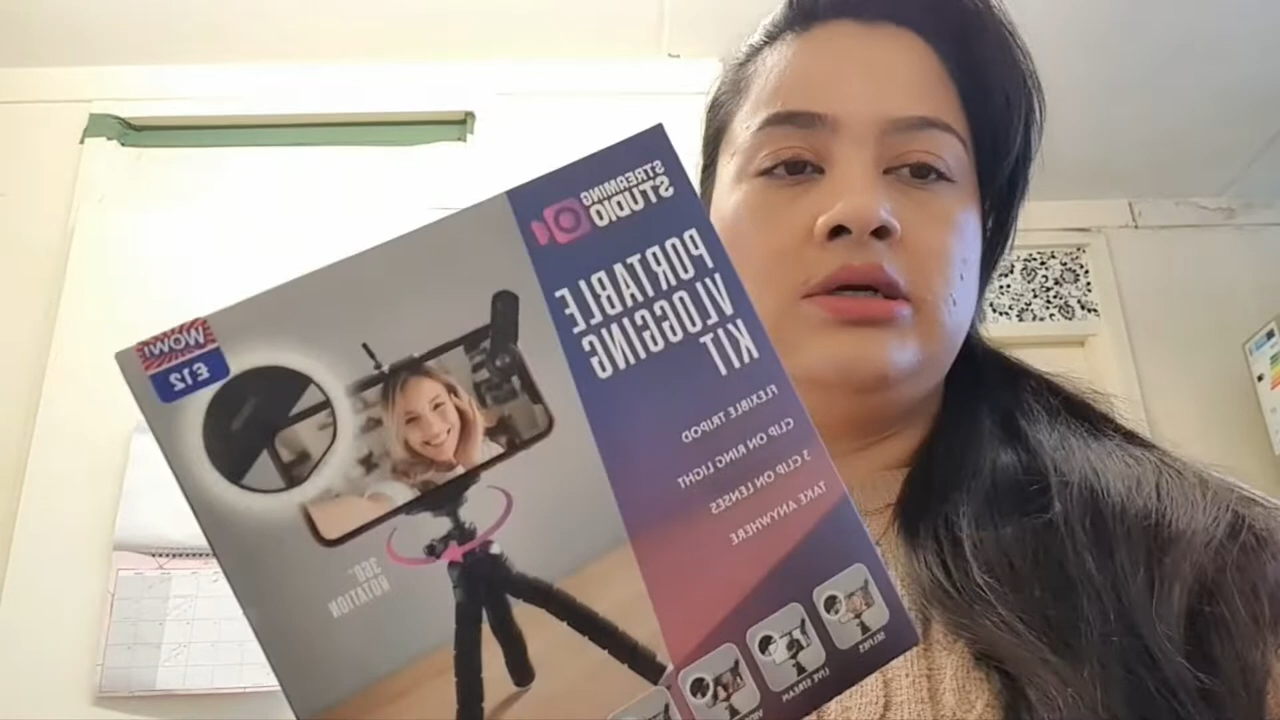 STREAMING
STUDIO
PORTABLE
VLOGGING
KIT
FLEXIBLE TRIPOD
CLIP ON RING LIGHT
3 CLIP ON LENSES
TAKE ANYWHERE
WOW!
£12
360°
ROTATION
SELFIES
LIVE STREAM